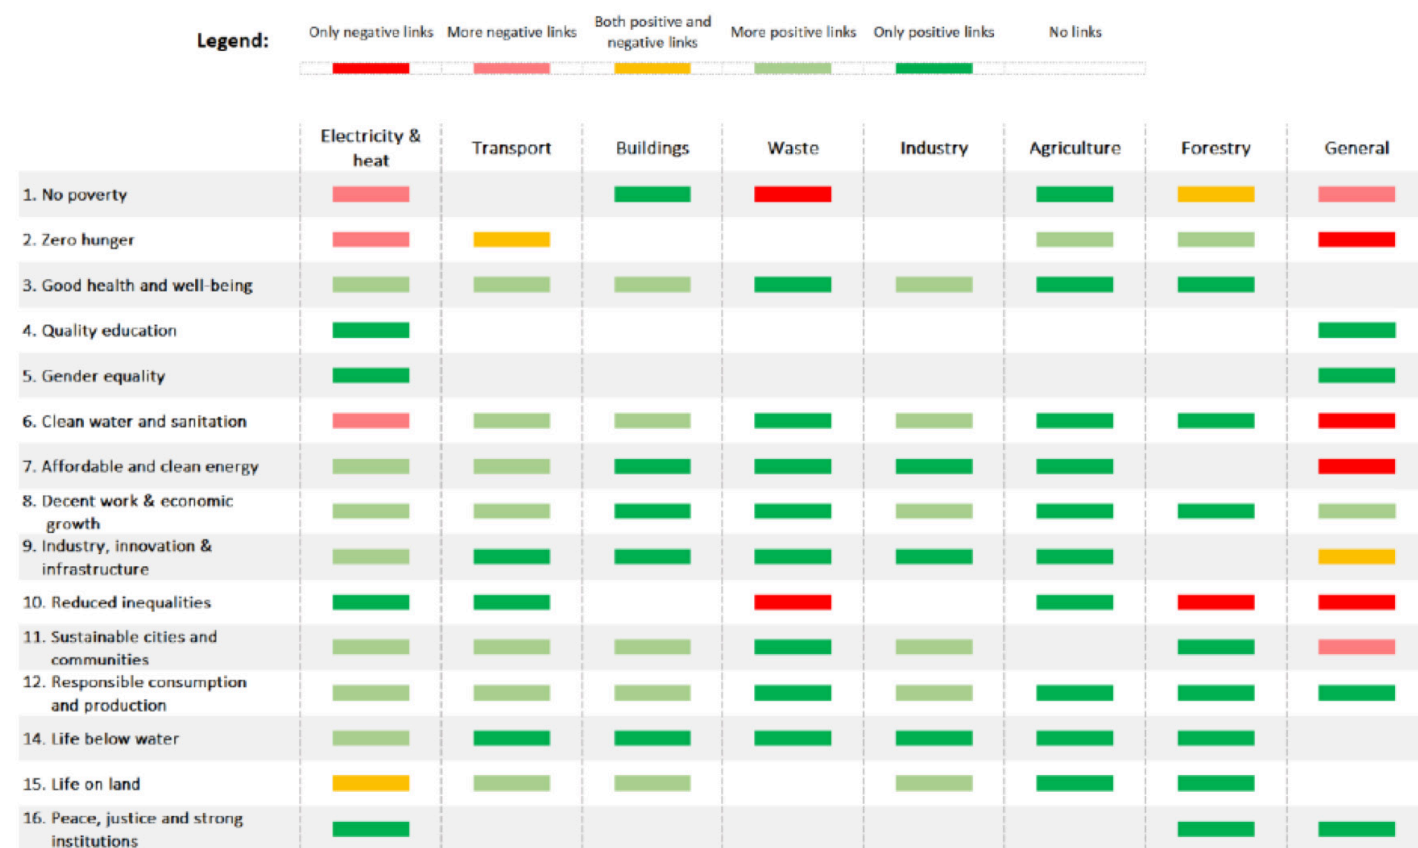 Legend:
Only negative links
More negative links
Both positive and
negative links
More positive links
Only positive links
No links
Electricity &
heat
Transport
Buildings
Waste
Industry
Agriculture
Forestry
General
1. No poverty
2. Zero hunger
3. Good health and well-being
4. Quality education
5. Gender equality
6. Clean water and sanitation
7. Affordable and clean energy
8. Decent work & economic
growth
9. Industry, innovation &
infrastructure
10. Reduced inequalities
11. Sustainable cities and
communities
12. Responsible consumption
and production
14. Life below water
15. Life on land
16. Peace, justice and strong
institutions